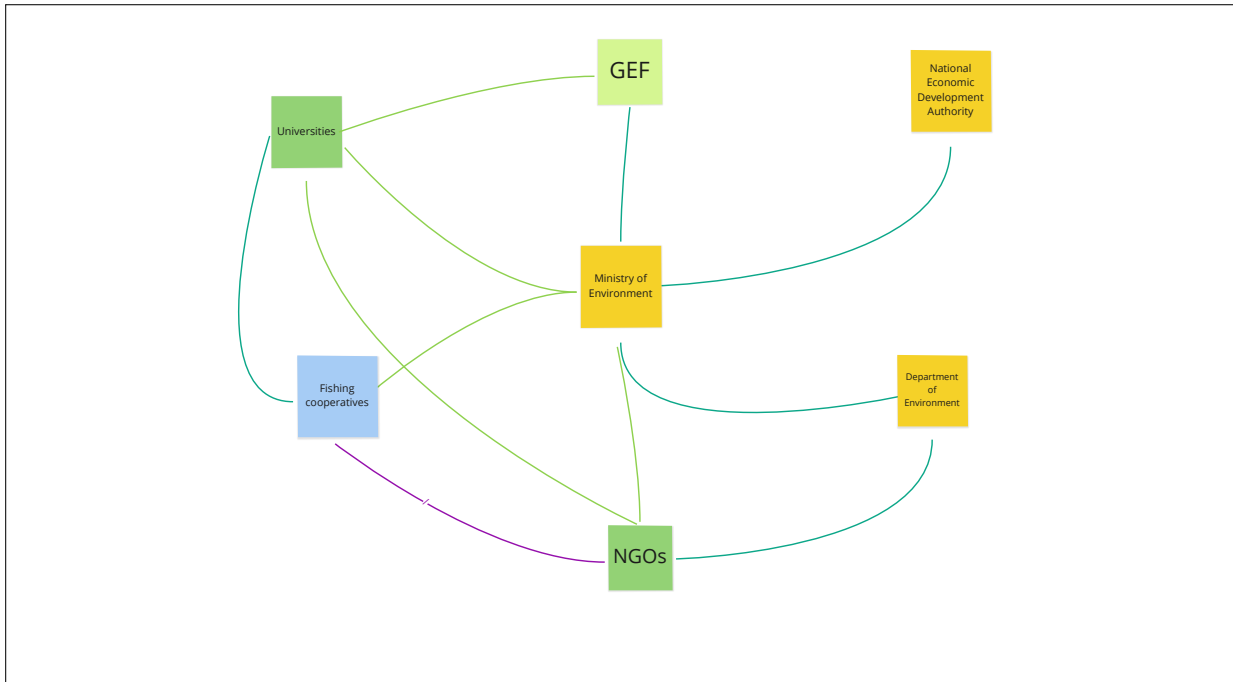 GEF
National
Economic
Development
Authority
Universities
Ministry of
Environment
Fishing
cooperatives
Department
of
Environment
NGOs